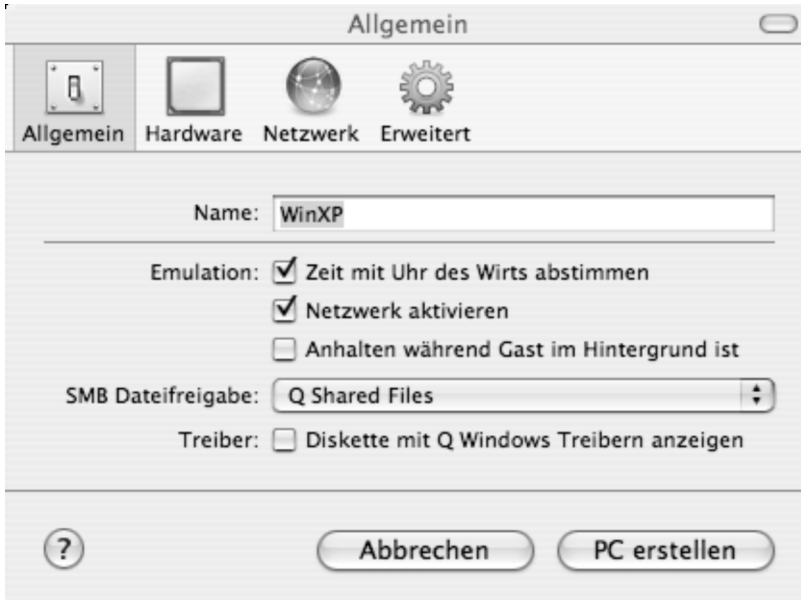 Allgemein
Allgemein Hardware Netzwerk Erweitert
Name: WinXP
Emulation: Zeit mit Uhr des Wirts abstimmen
Netzwerk aktivieren
Anhalten während Gast im Hintergrund ist
SMB Dateifreigabe: Q Shared Files
Treiber: Diskette mit Q Windows Treibern anzeigen
? Abbrechen PC erstellen